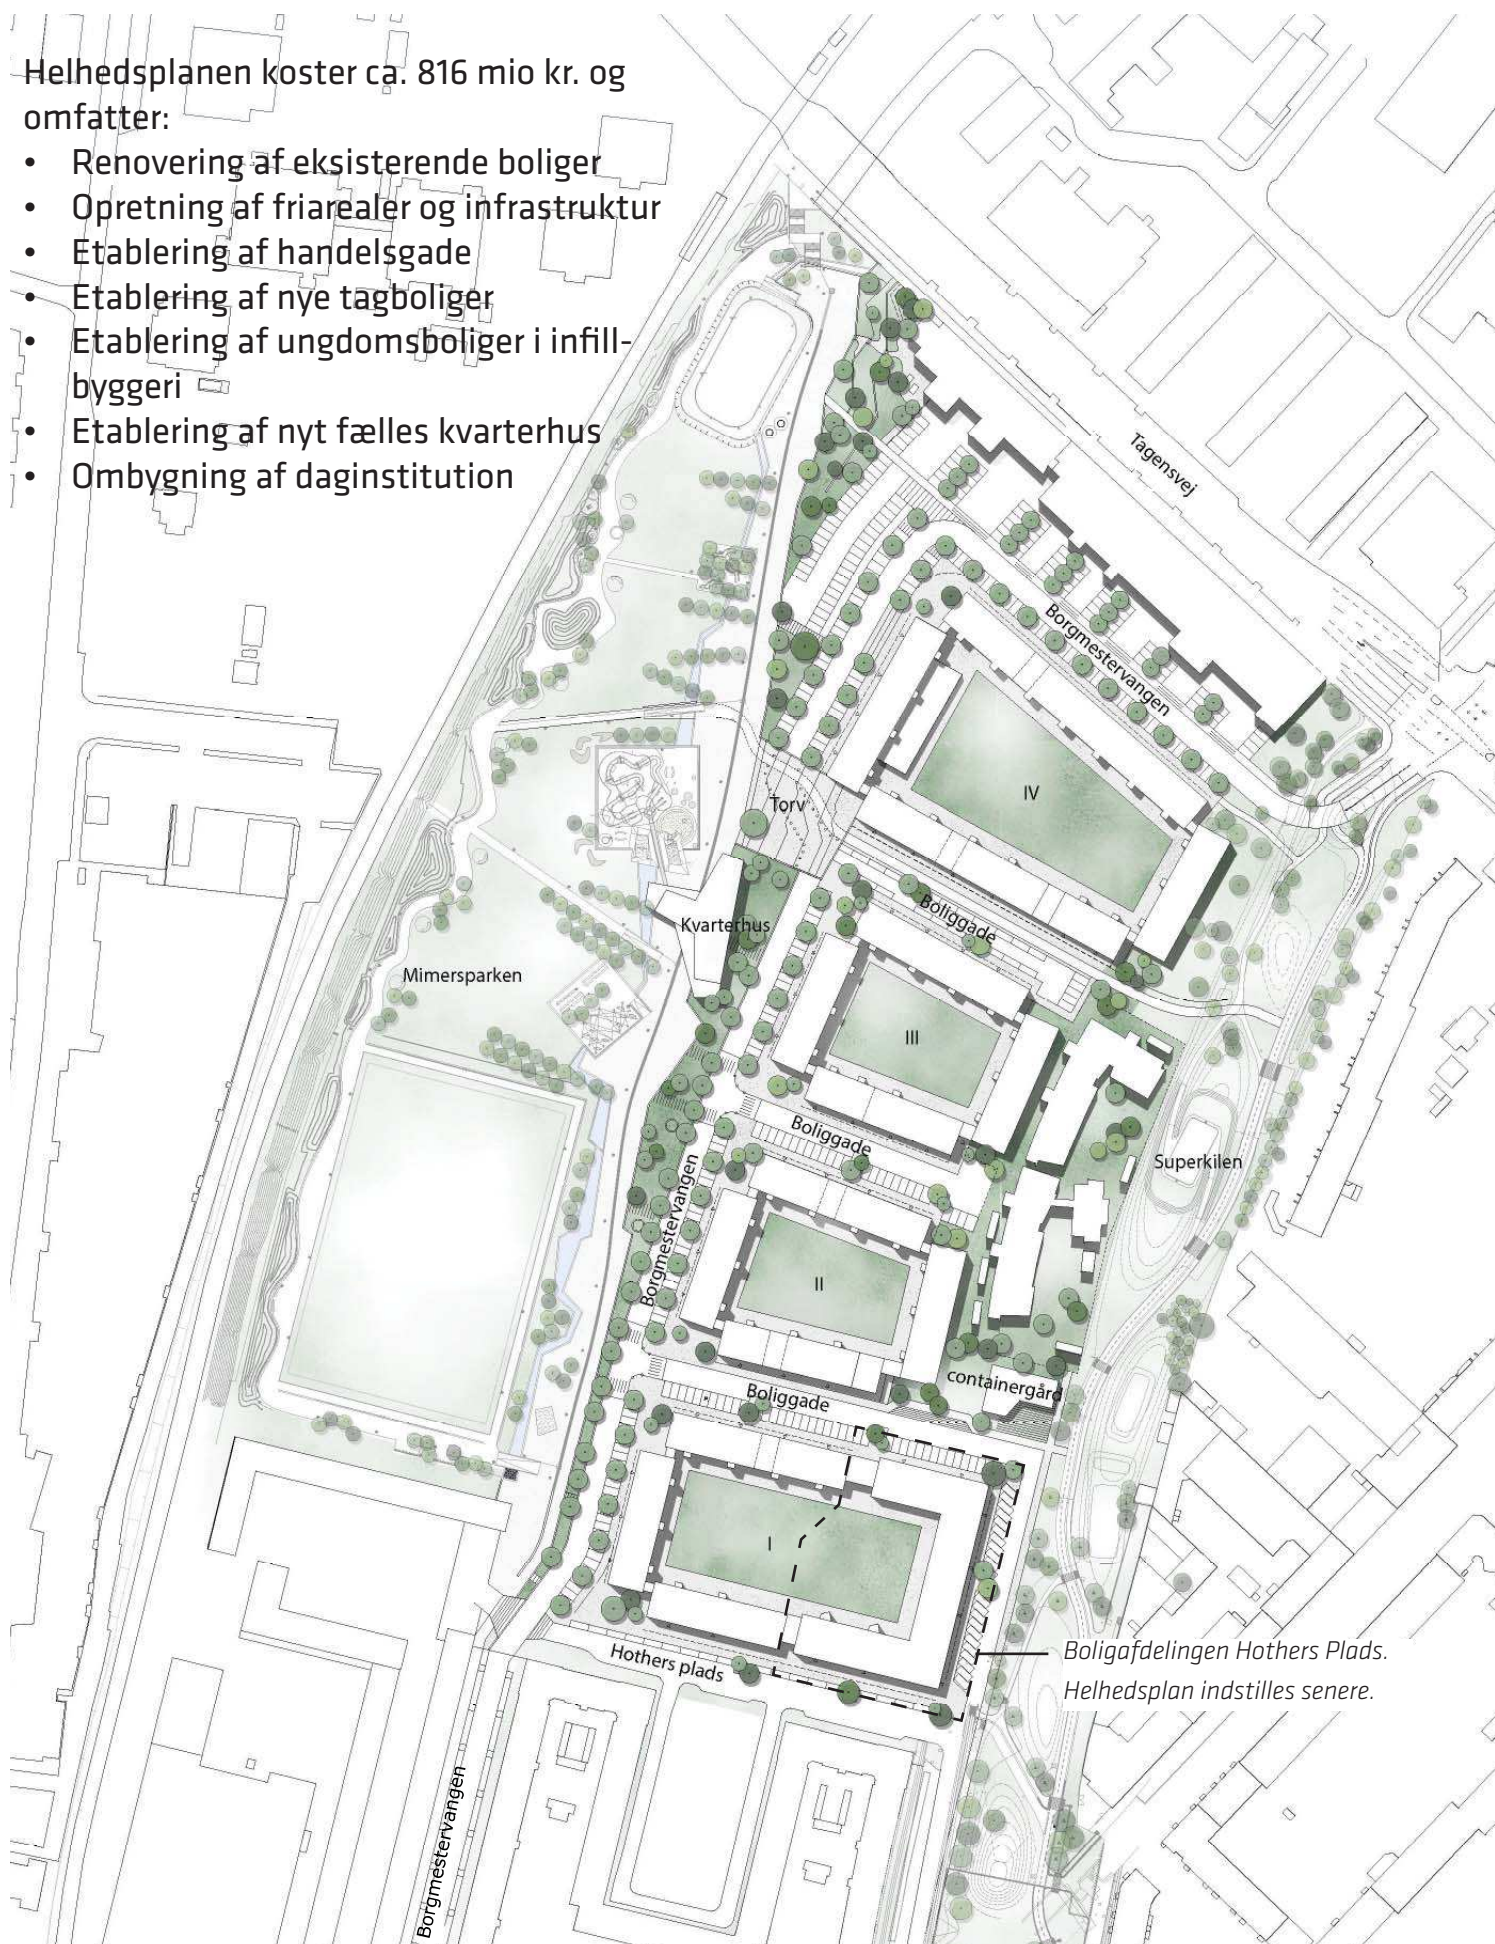 Helhedsplanen koster ca. 816 mio kr. og
omfatter:
• Renovering af eksisterende boliger
• Opretning af friarealer og infrastruktur
• Etablering af handelsgade
• Etablering af nye tagboliger
• Etablering af ungdomsboliger i infill-
byggeri
• Etablering af nyt fælles kvarterhus
• Ombygning af daginstitution
Tagensvej
Borgmestervangen
IV
Torv
Boliggade
Kvarterhus
Mimersparken
III
Boliggade
Superkilen
Borgmestervangen
II
containergård
Boliggade
I
Hothers plads
Boligafdelingen Hothers Plads.
Helhedsplan indstilles senere.
Borgmestervangen